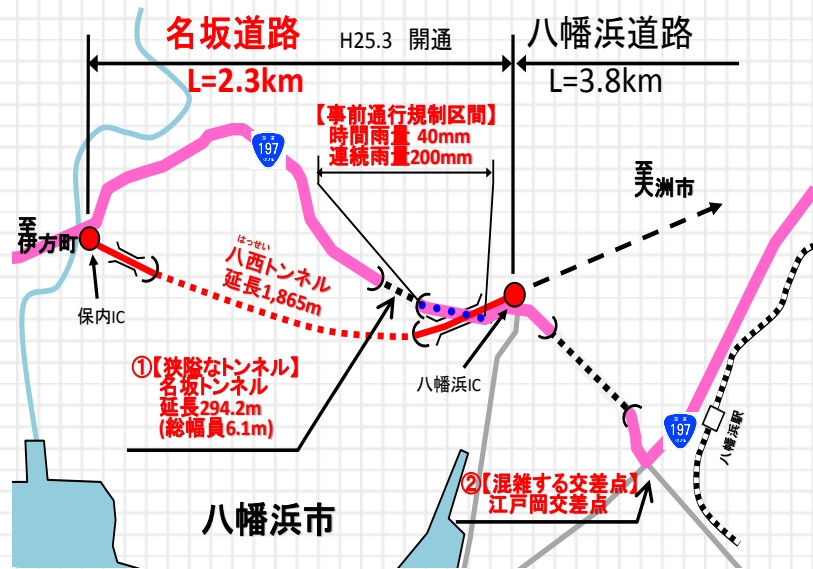 名坂道路
H25.3 開通
八幡浜道路
L=2.3km
L=3.8km
【事前通行規制区間】
時間雨量 40mm
連続雨量200mm
国道
197
至
大洲市
至
伊方町
はっせい
八西トンネル
延長1,865m
保内IC
①【狭隘なトンネル】
名坂トンネル
延長294.2m
(総幅員6.1m)
八幡浜IC
197
八幡浜駅
②【混雑する交差点】
江戸岡交差点
八幡浜市